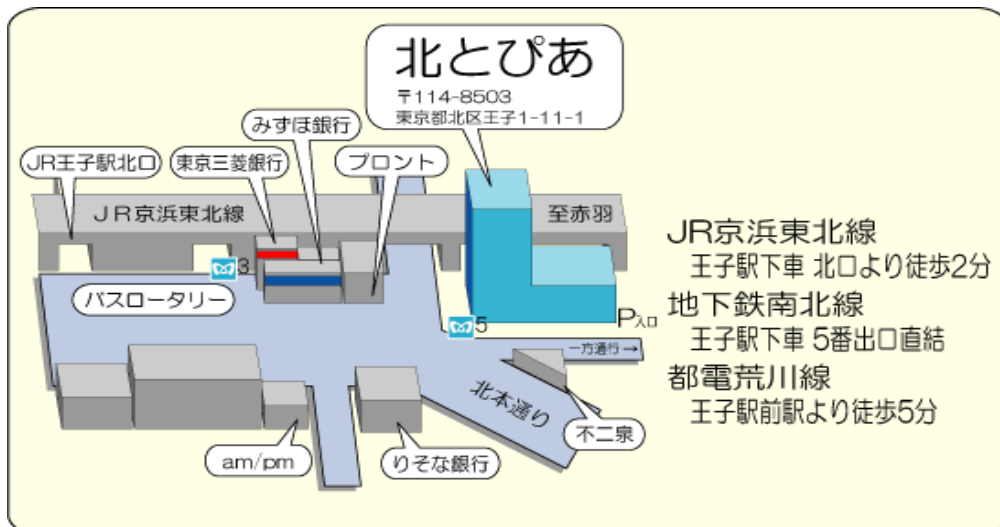 北とぴあ
〒114-8503
東京都北区王子1-11-1
みずほ銀行
JR王子駅北口
東京三菱銀行
プロント
JR京浜東北線
至赤羽
3
バスロータリー
5
P入口
一方通行→
北本通り
不二泉
am/pm
りそな銀行
JR京浜東北線
王子駅下車 北口より徒歩2分
地下鉄南北線
王子駅下車 5番出口直結
都電荒川線
王子駅前駅より徒歩5分